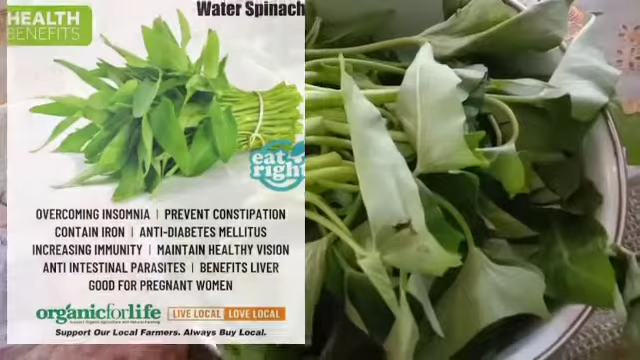 HEALTH
BENEFITS
Water Spinach
eat
right
OVERCOMING INSOMNIA | PREVENT CONSTIPATION
CONTAIN IRON | ANTI-DIABETES MELLITUS
INCREASING IMMUNITY | MAINTAIN HEALTHY VISION
ANTI INTESTINAL PARASITES | BENEFITS LIVER
GOOD FOR PREGNANT WOMEN
organicforlife
LIVE LOCAL LOVE LOCAL
Support Our Local Farmers. Always Buy Local.